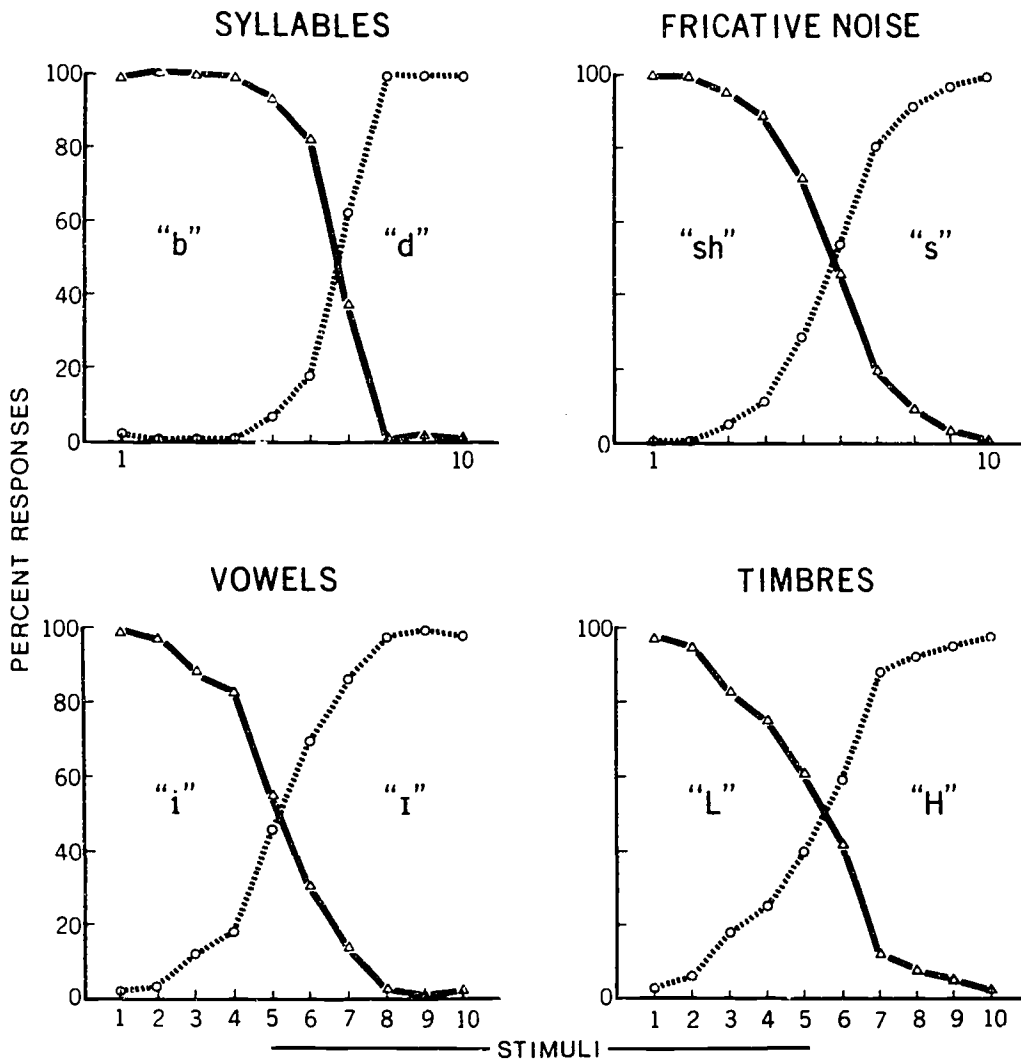 SYLLABLES
FRICATIVE NOISE
100
80
60
40
20
0
"b"
"d"
1
10
100
0
"sh"
"s"
1
10
PERCENT RESPONSES
VOWELS
TIMBRES
100
80
60
40
20
0
"i"
"ɪ"
1 2 3 4 5 6 7 8 9 10
100
0
"L"
"H"
1 2 3 4 5 6 7 8 9 10
STIMULI